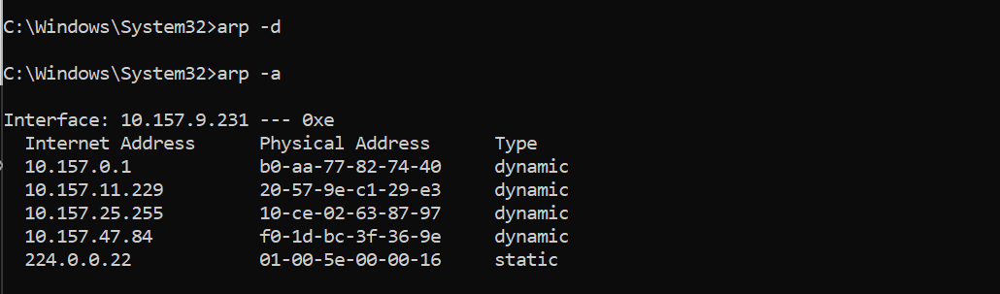 C:\Windows\System32>arp -d
C:\Windows\System32>arp -a
Interface: 10.157.9.231 --- 0xe
Internet Address Physical Address Type
10.157.0.1 b0-aa-77-82-74-40 dynamic
10.157.11.229 20-57-9e-c1-29-e3 dynamic
10.157.25.255 10-ce-02-63-87-97 dynamic
10.157.47.84 f0-1d-bc-3f-36-9e dynamic
224.0.0.22 01-00-5e-00-00-16 static